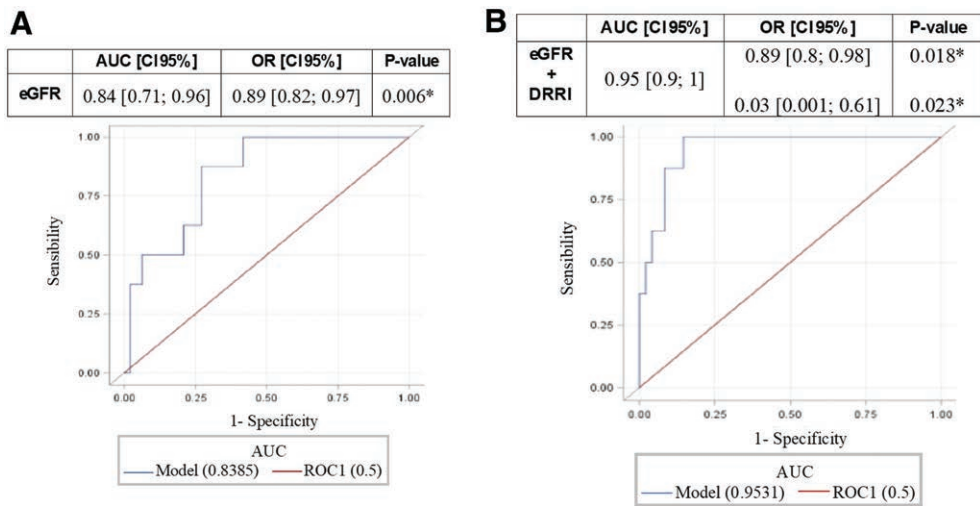 A
AUC [CI95%] OR [CI95%] P-value
eGFR 0.84 [0.71; 0.96] 0.89 [0.82; 0.97] 0.006*
1.00
0.75
0.50
0.25
0.00
Sensibility
0.00 0.25 0.50 0.75 1.00
1- Specificity
AUC
Model (0.8385) ROC1 (0.5)
B
AUC [CI95%] OR [CI95%] P-value
eGFR 0.89 [0.8; 0.98] 0.018*
+ 0.95 [0.9; 1]
DRRI 0.03 [0.001; 0.61] 0.023*
1.00
0.75
0.50
0.25
0.00
Sensibility
0.00 0.25 0.50 0.75 1.00
1- Specificity
AUC
Model (0.9531) ROC1 (0.5)